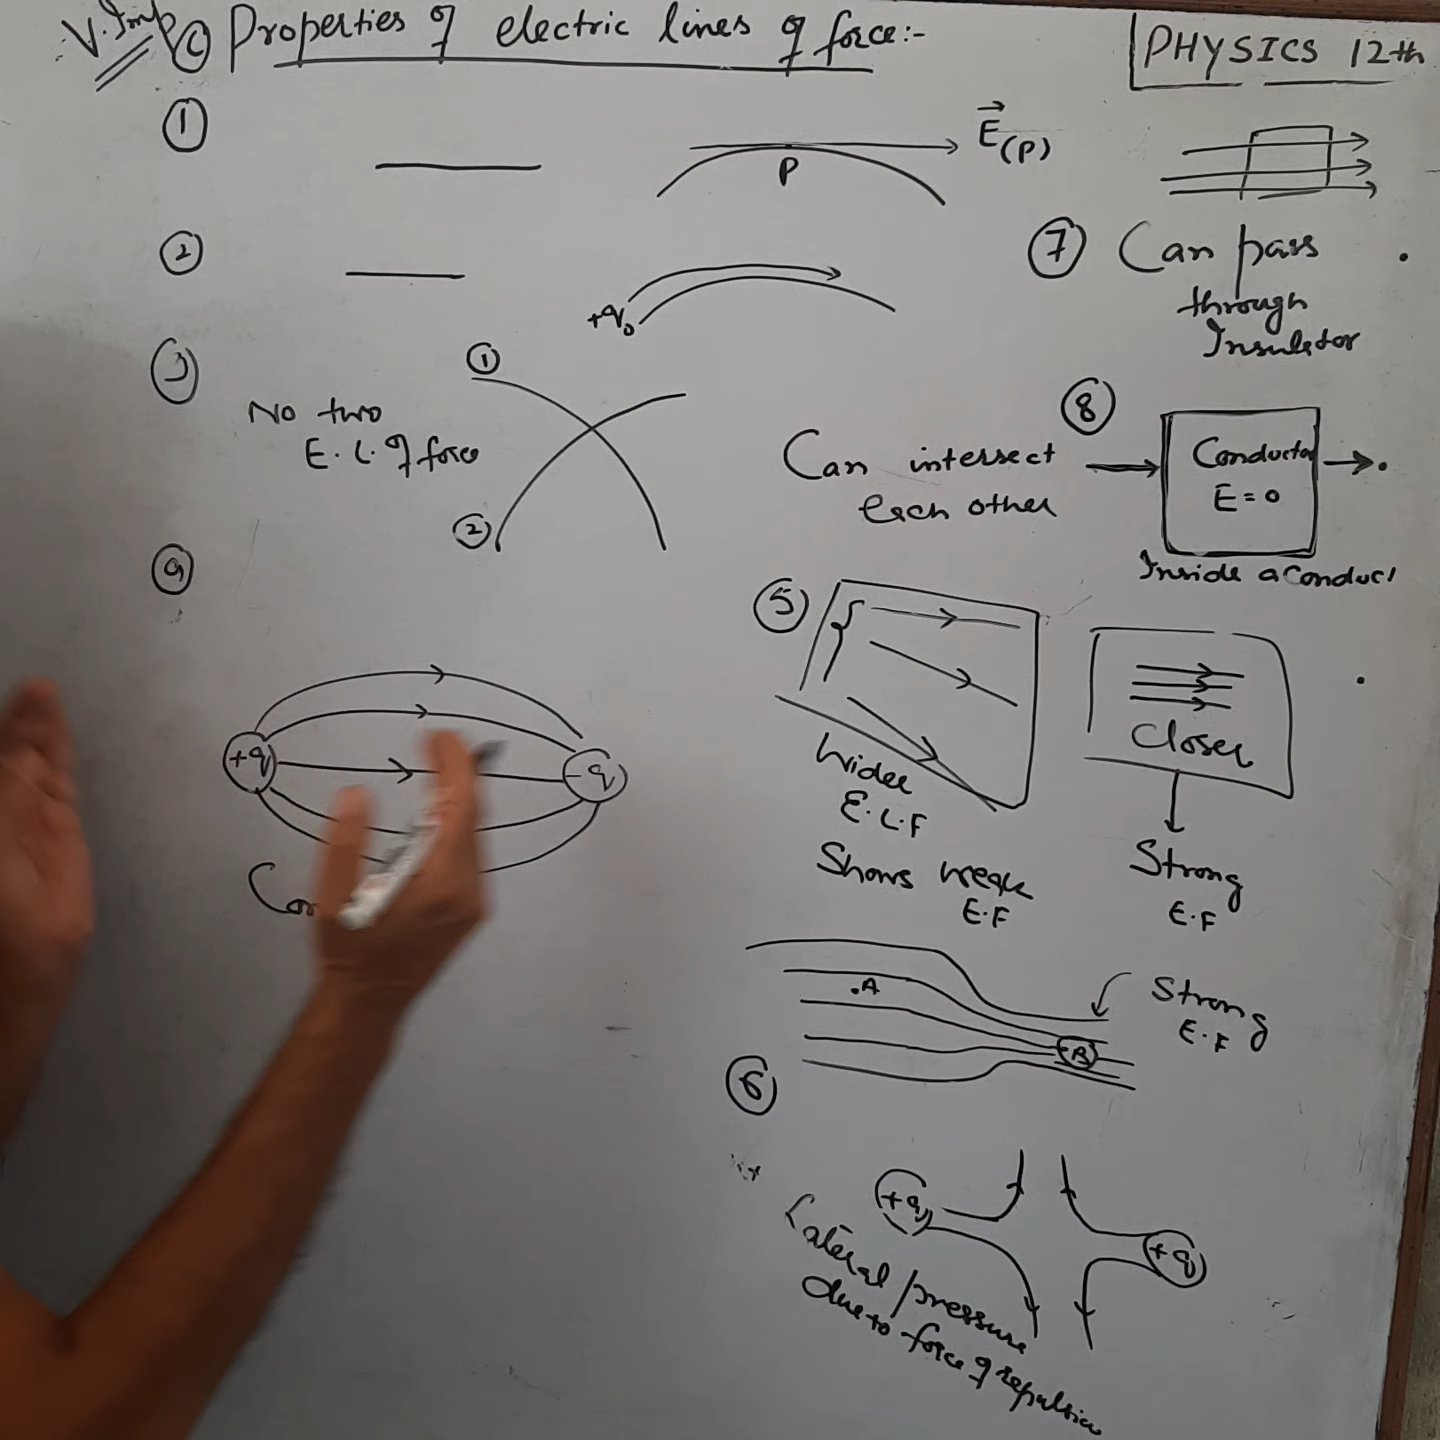 V. Imp (C) Properties of electric lines of force:-
PHYSICS 12th
1
P
E(P)
2
+q₀
3
No two
E.L. of force
1
2
Can intersect
each other
7 Can pass
through
Insulator
8
Conductor
E = 0
Inside a Conduct
+q
-q
5
Wider
E.L.F
Shows weak
E.F
Closer
Strong
E.F
.A
B
Strong
E.F
6
+q
+q
Lateral pressure
due to force of repulsion